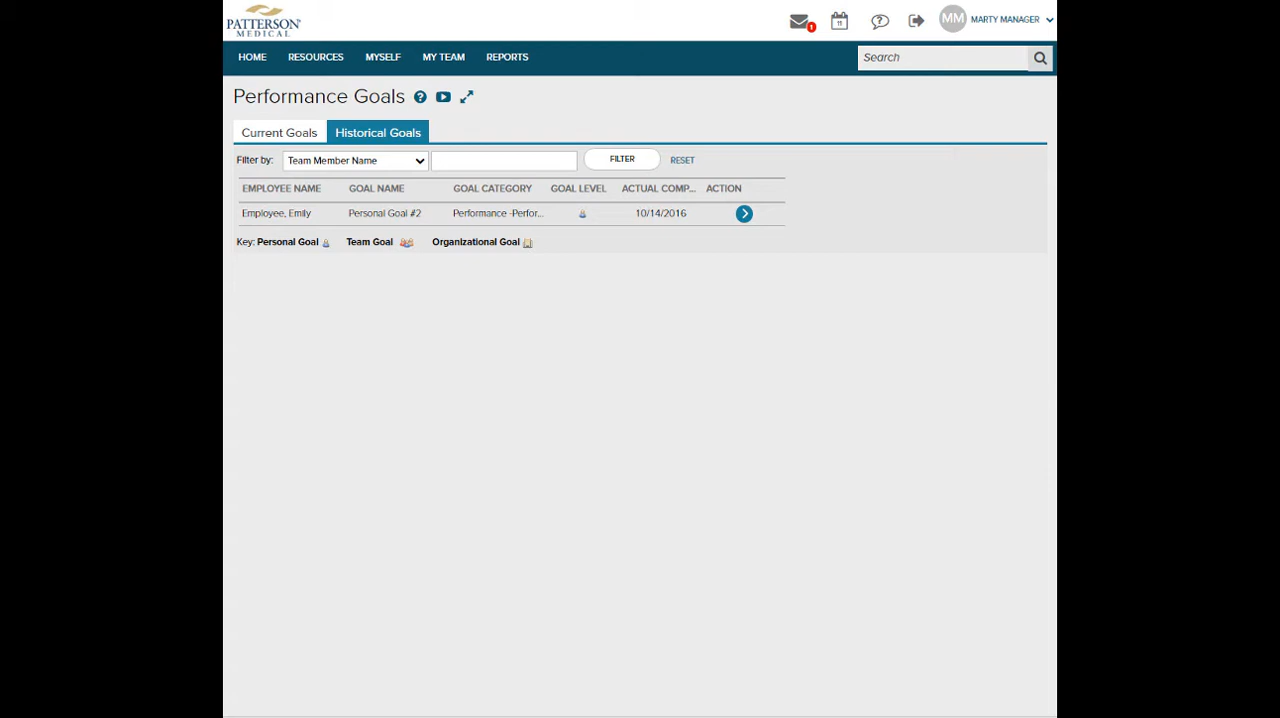 PATTERSON
MEDICAL
1
11
?
MM
MARTY MANAGER
HOME
RESOURCES
MYSELF
MY TEAM
REPORTS
Search
Performance Goals
?
Current Goals
Historical Goals
Filter by:
Team Member Name
FILTER
RESET
EMPLOYEE NAME GOAL NAME GOAL CATEGORY GOAL LEVEL ACTUAL COMP... ACTION
Employee, Emily Personal Goal #2 Performance -Perfor... 10/14/2016
Key: Personal Goal Team Goal Organizational Goal